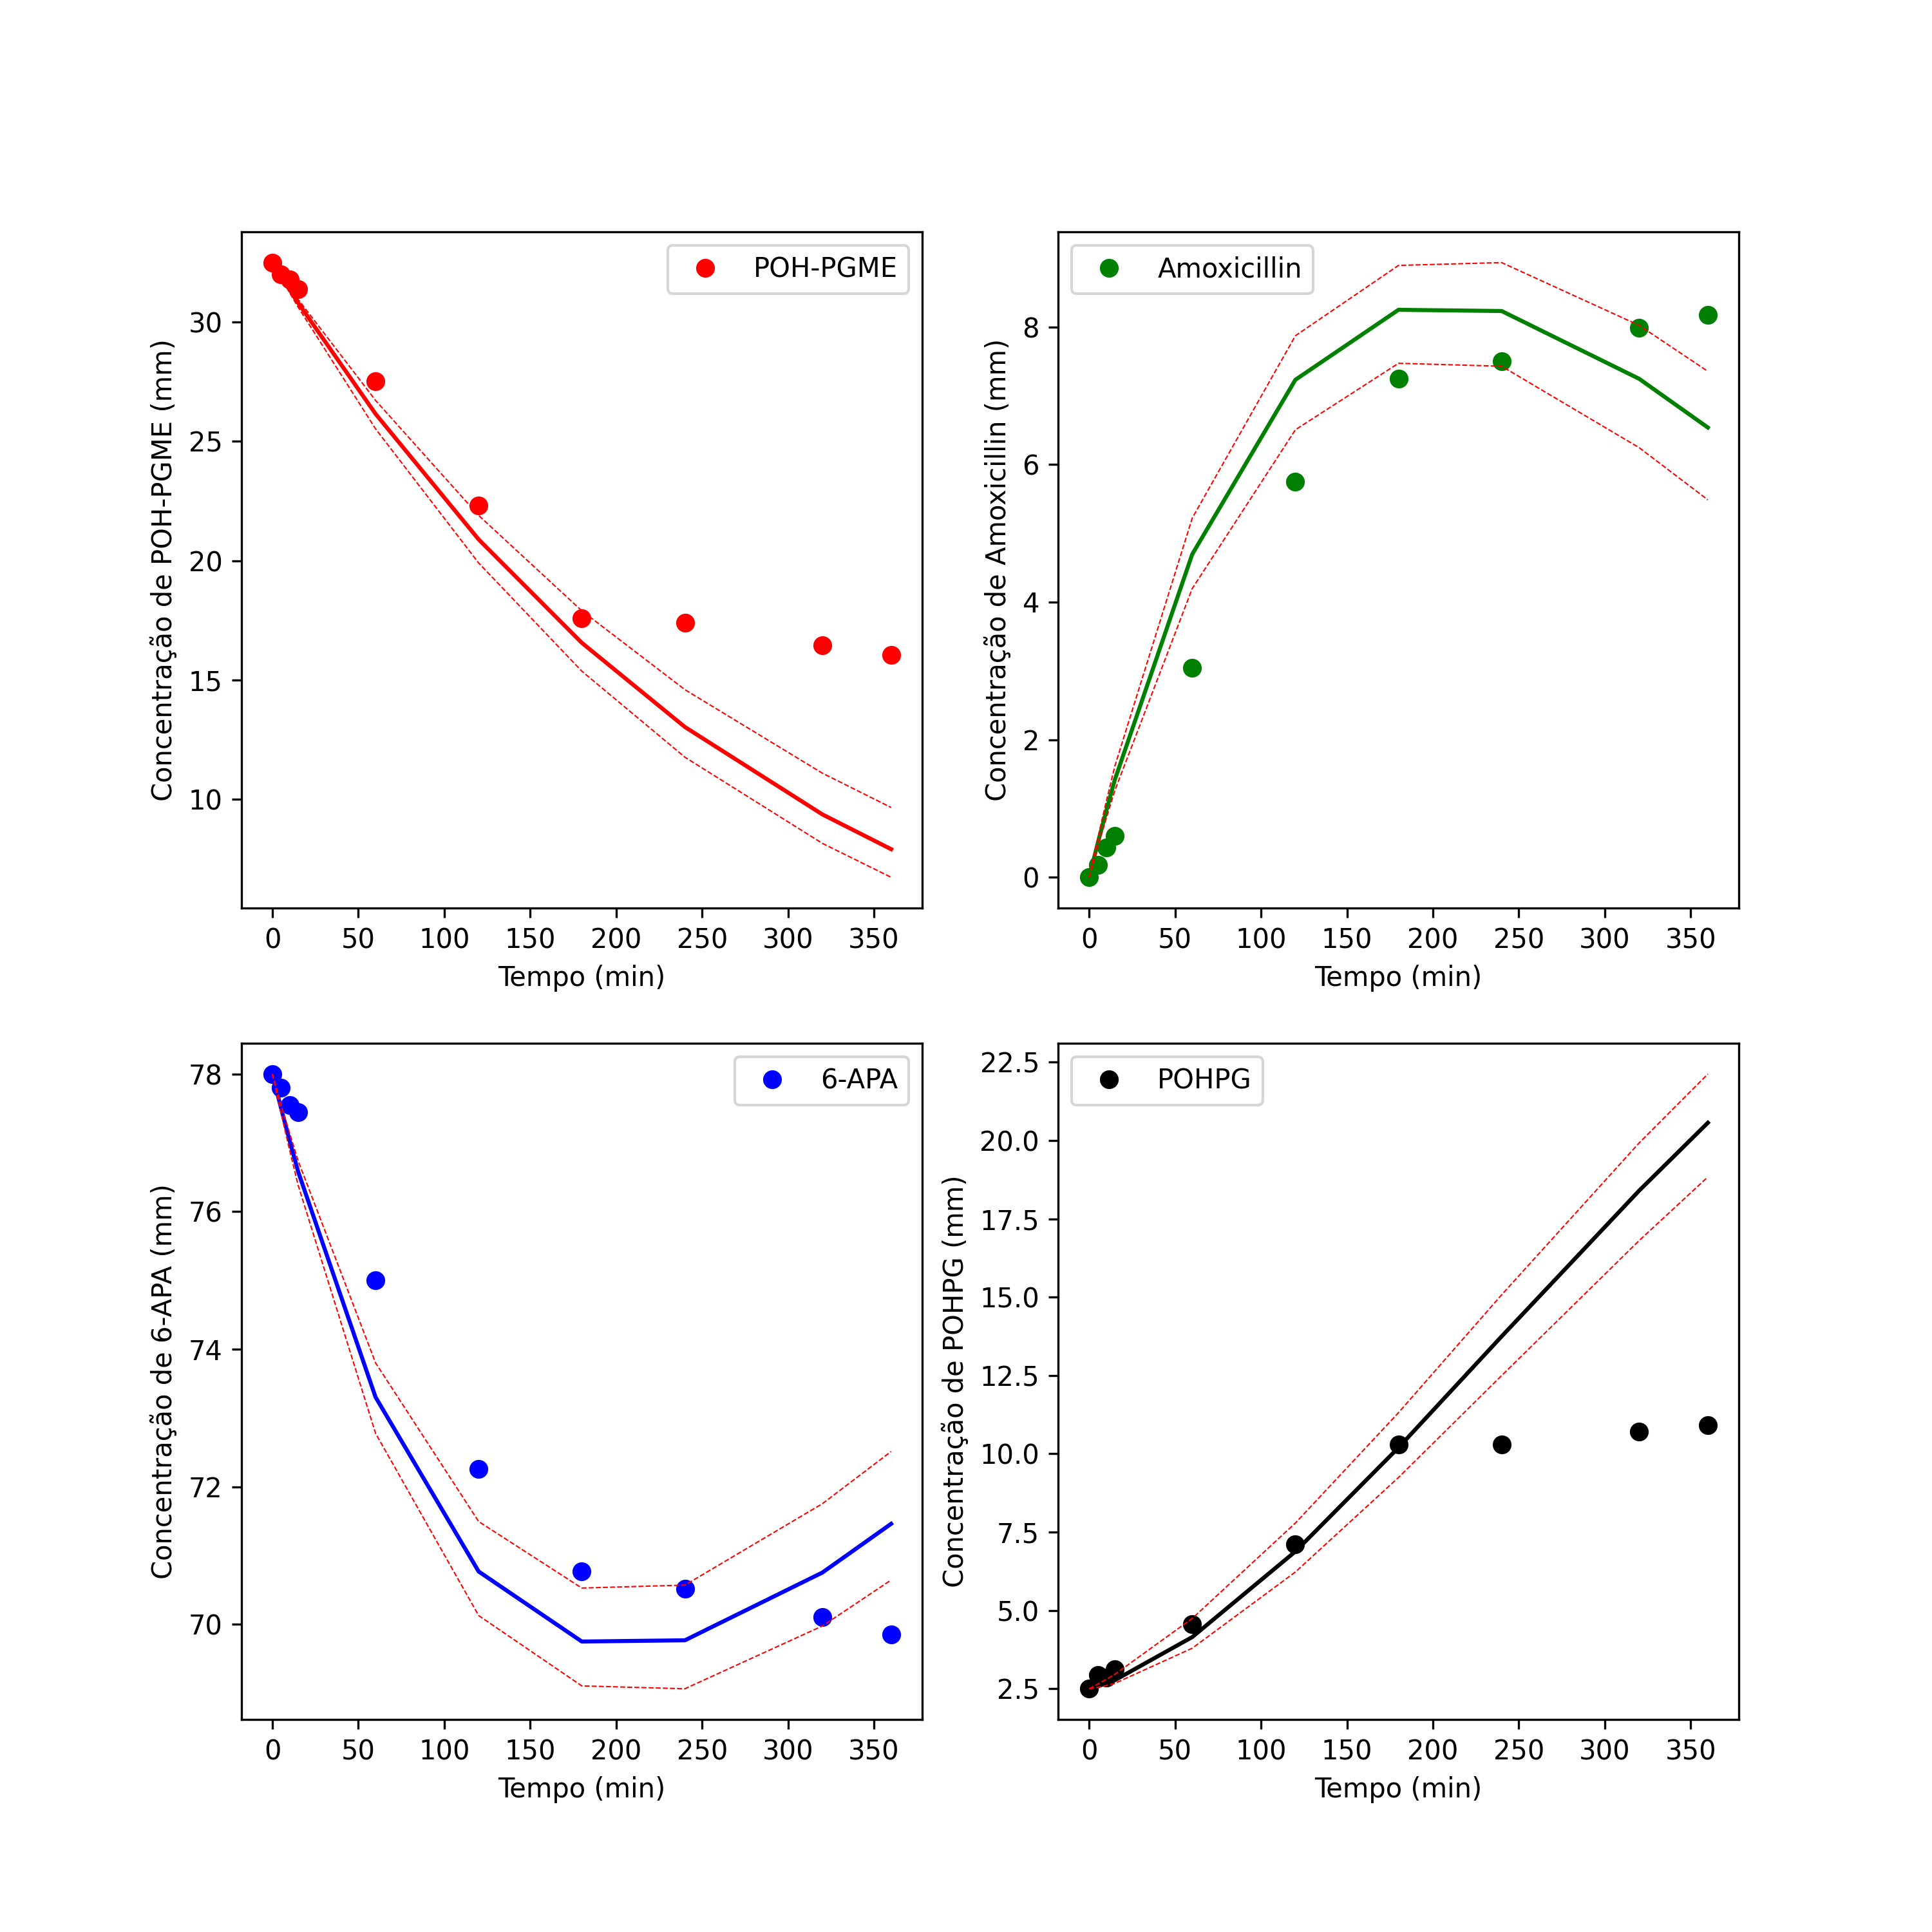 POH-PGME
Concentração de POH-PGME (mm)
30
25
20
15
10
0 50 100 150 200 250 300 350
Tempo (min)
Amoxicillin
Concentração de Amoxicillin (mm)
8
6
4
2
0
0 50 100 150 200 250 300 350
Tempo (min)
6-APA
Concentração de 6-APA (mm)
78
76
74
72
70
0 50 100 150 200 250 300 350
Tempo (min)
POHPG
Concentração de POHPG (mm)
22.5
20.0
17.5
15.0
12.5
10.0
7.5
5.0
2.5
0 50 100 150 200 250 300 350
Tempo (min)